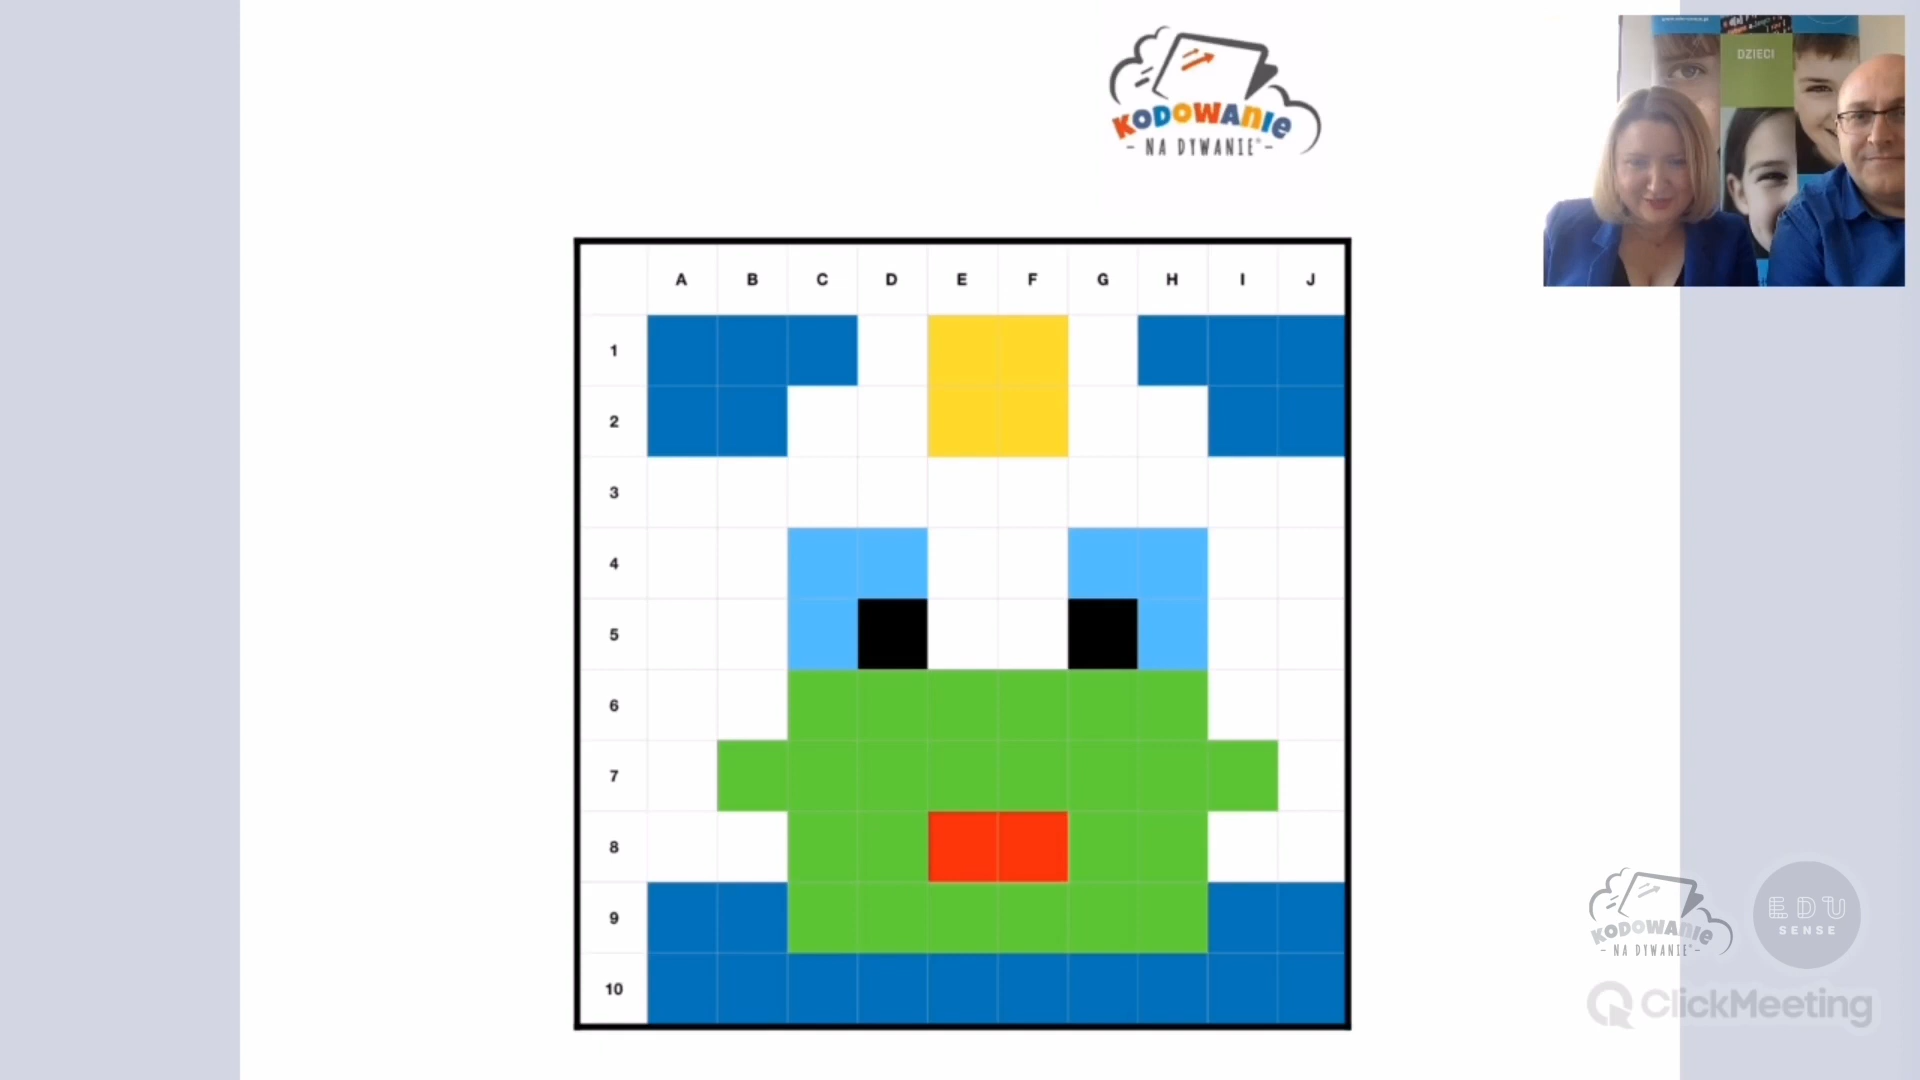 KODOWANIE
- NA DYWANIE® -
DZIECI
A B C D E F G H I J
1
2
3
4
5
6
7
8
9
10
KODOWANIE
- NA DYWANIE® -
EDU
SENSE
ClickMeeting